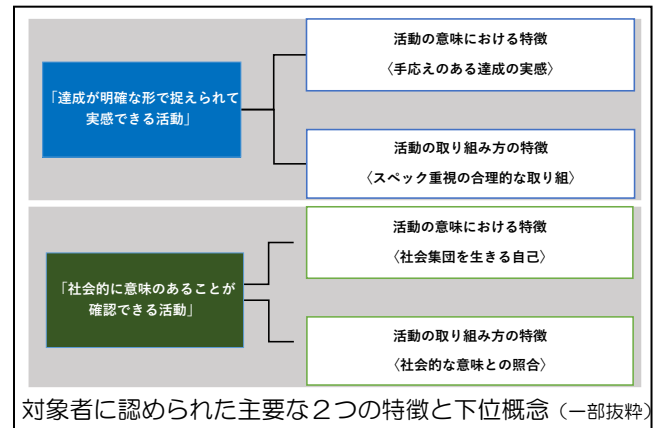 「達成が明確な形で捉えられて
実感できる活動」
活動の意味における特徴
〈手応えのある達成の実感〉
活動の取り組み方の特徴
〈スペック重視の合理的な取り組〉
「社会的に意味のあることが
確認できる活動」
活動の意味における特徴
〈社会集団を生きる自己〉
活動の取り組み方の特徴
〈社会的な意味との照合〉
対象者に認められた主要な２つの特徴と下位概念（一部抜粋）